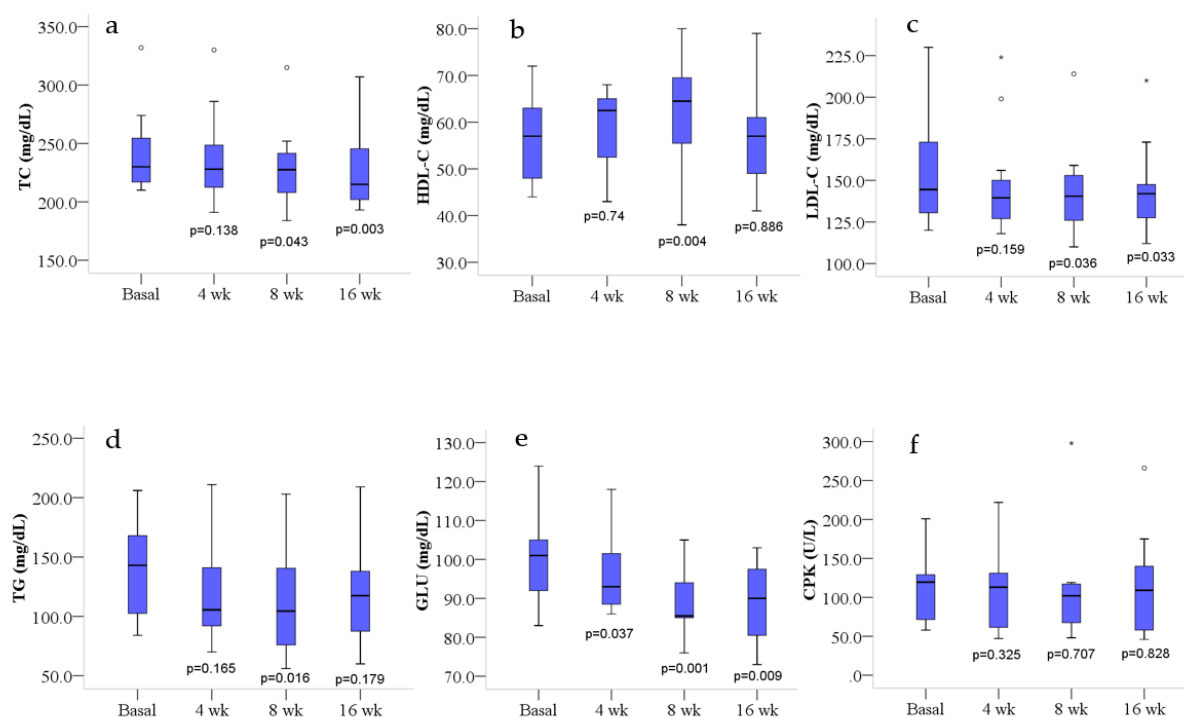 a
TC (mg/dL)
350.0
300.0
250.0
200.0
150.0
p=0.138
p=0.043
p=0.003
Basal 4 wk 8 wk 16 wk
b
HDL-C (mg/dL)
80.0
70.0
60.0
50.0
40.0
30.0
p=0.74
p=0.004
p=0.886
Basal 4 wk 8 wk 16 wk
c
LDL-C (mg/dL)
225.0
200.0
175.0
150.0
125.0
100.0
p=0.159
p=0.036
p=0.033
Basal 4 wk 8 wk 16 wk
d
TG (mg/dL)
250.0
200.0
150.0
100.0
50.0
p=0.165
p=0.016
p=0.179
Basal 4 wk 8 wk 16 wk
e
GLU (mg/dL)
130.0
120.0
110.0
100.0
90.0
80.0
70.0
p=0.037
p=0.001
p=0.009
Basal 4 wk 8 wk 16 wk
f
CPK (U/L)
300.0
200.0
150.0
100.0
50.0
.0
p=0.325
p=0.707
p=0.828
Basal 4 wk 8 wk 16 wk